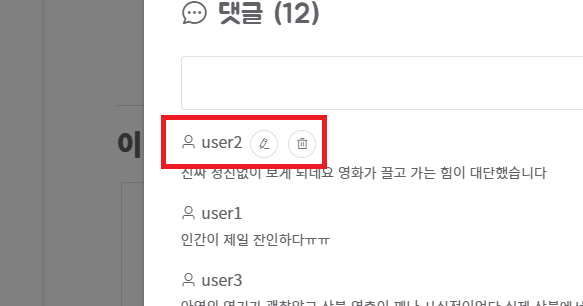 댓글 (12)
이
user2
진짜 정신없이 보게 되네요 영화가 끌고 가는 힘이 대단했습니다
user1
인간이 제일 잔인하다ㅠㅠ
user3